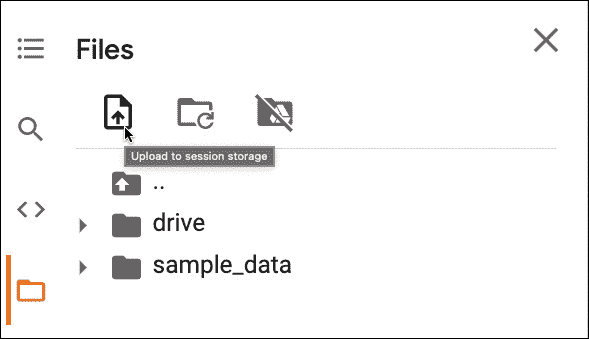 Files
Upload to session storage
..
drive
sample_data